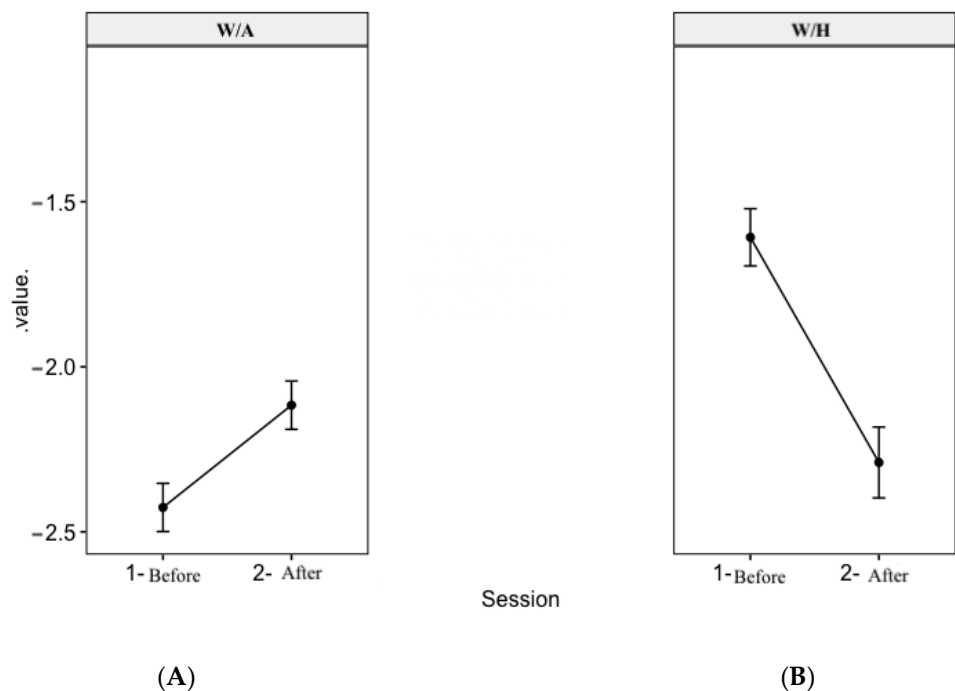 W/A
W/H
−1.5
−2.0
−2.5
.value.
1- Before
2- After
1- Before
2- After
Session
(A)
(B)